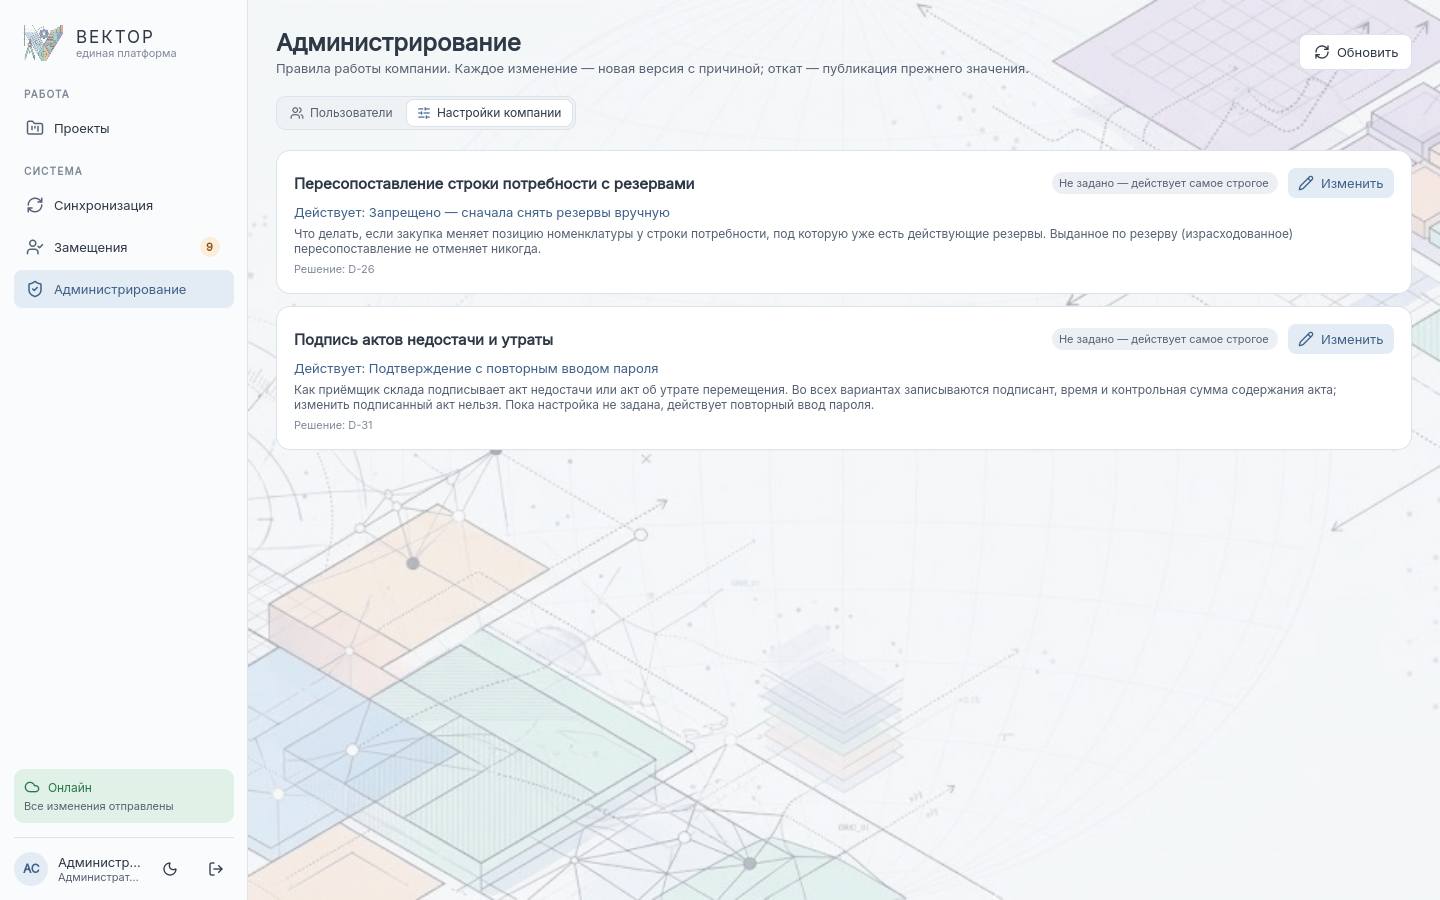 ВЕКТОР
единая платформа
РАБОТА
Проекты
СИСТЕМА
Синхронизация
Замещения 9
Администрирование
Онлайн
Все изменения отправлены
АС
Администр...
Администрат...
Администрирование
Правила работы компании. Каждое изменение — новая версия с причиной; откат — публикация прежнего значения.
Обновить
Пользователи
Настройки компании
Пересопоставление строки потребности с резервами
Не задано — действует самое строгое
Изменить
Действует: Запрещено — сначала снять резервы вручную
Что делать, если закупка меняет позицию номенклатуры у строки потребности, под которую уже есть действующие резервы. Выданное по резерву (израсходованное)
пересопоставление не отменяет никогда.
Решение: D-26
Подпись актов недостачи и утраты
Не задано — действует самое строгое
Изменить
Действует: Подтверждение с повторным вводом пароля
Как приёмщик склада подписывает акт недостачи или акт об утрате перемещения. Во всех вариантах записываются подписант, время и контрольная сумма содержания акта;
изменить подписанный акт нельзя. Пока настройка не задана, действует повторный ввод пароля.
Решение: D-31